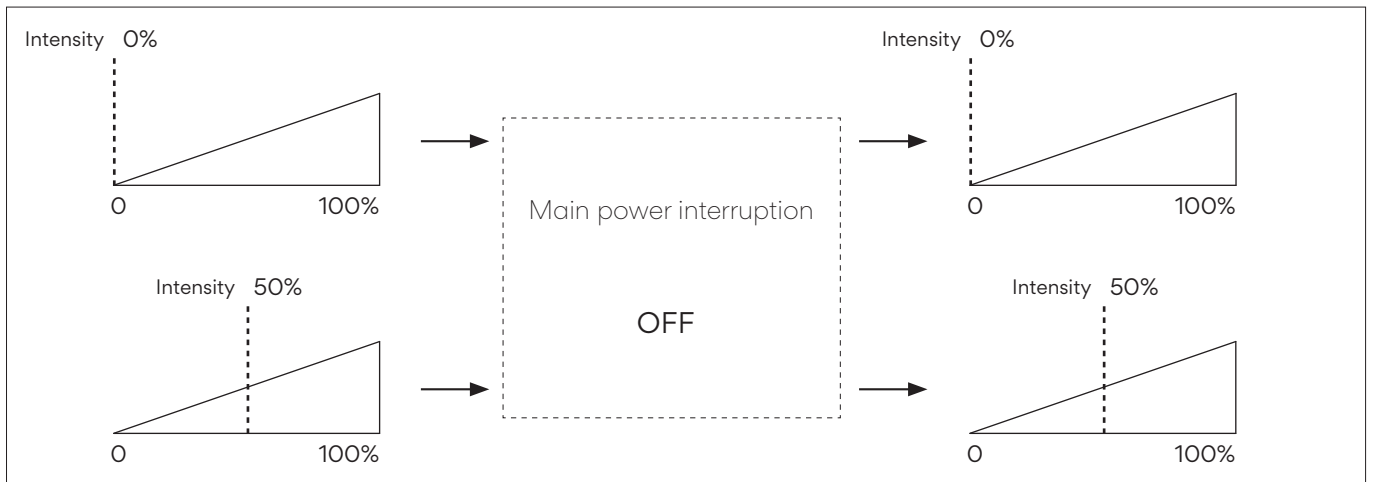 Intensity 0%
0 100%
Intensity 50%
0 100%
Main power interruption
OFF
Intensity 0%
0 100%
Intensity 50%
0 100%